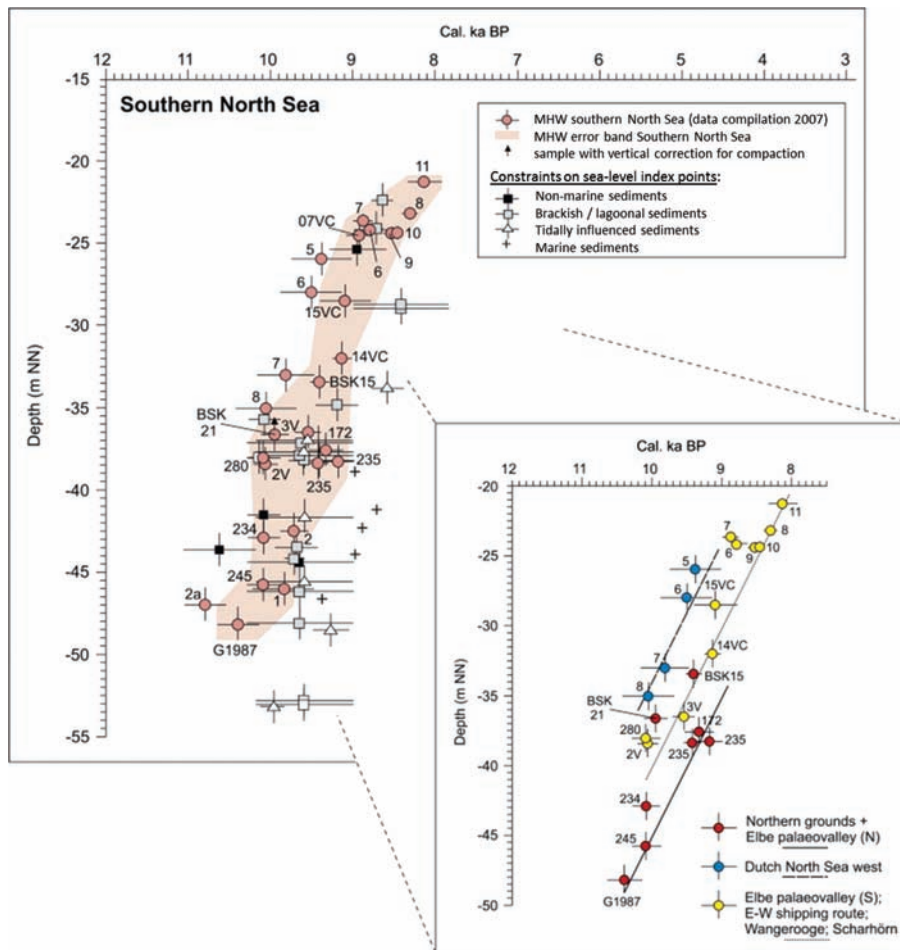 Cal. ka BP
12 11 10 9 8 7 6 5 4 3
-15
Southern North Sea
MHW southern North Sea (data compilation 2007)
MHW error band Southern North Sea
sample with vertical correction for compaction
Constraints on sea-level index points:
Non-marine sediments
Brackish / lagoonal sediments
Tidally influenced sediments
Marine sediments
-20
11
7
8
07VC
10
-25
5
6
9
6
15VC
-30
14VC
7
BSK15
8
-35
BSK
21
3V
172
280
2V
235
235
-40
234
2
245
-45
2a
1
G1987
-50
-55
Depth (m NN)
Cal. ka BP
12 11 10 9 8
-20
11
7
8
6
9
10
-25
5
6
15VC
-30
14VC
7
BSK15
8
-35
BSK
21
3V
172
280
2V
235
235
-40
234
245
-45
G1987
-50
Depth (m NN)
Northern grounds +
Elbe palaeovalley (N)
Dutch North Sea west
Elbe palaeovalley (S);
E-W shipping route;
Wangerooge; Scharhörn